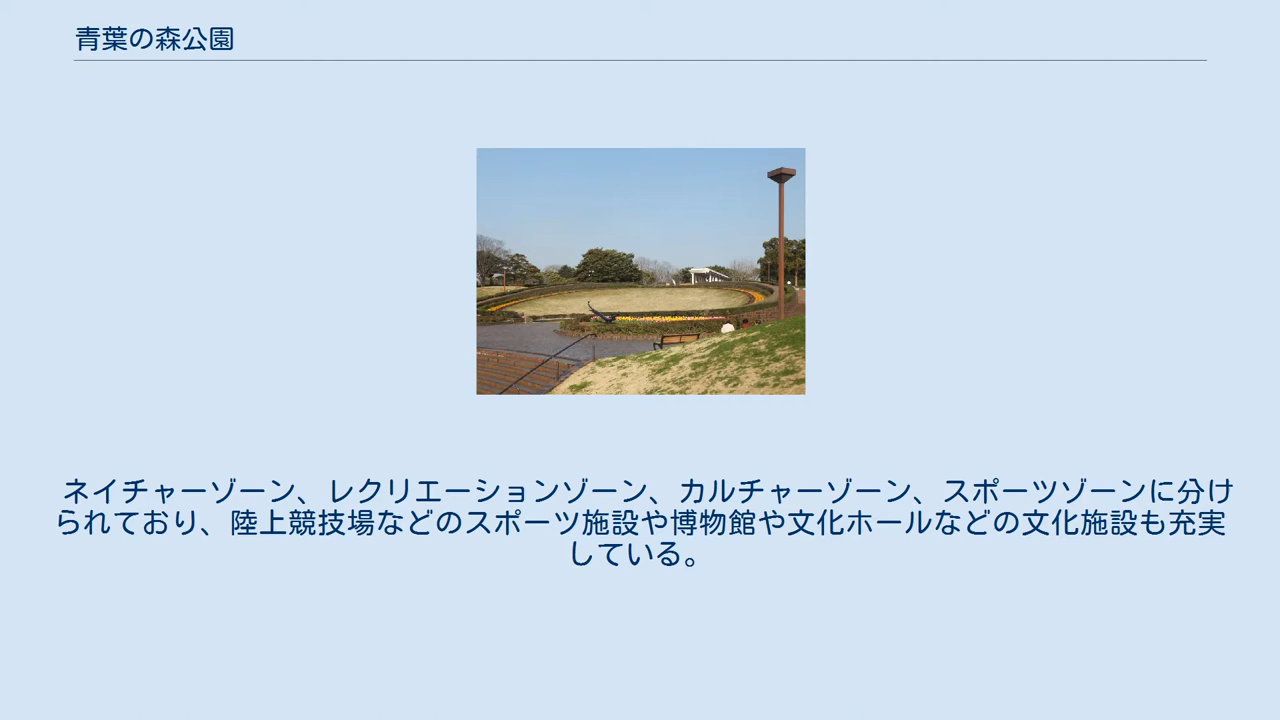 青葉の森公園
ネイチャーゾーン、レクリエーションゾーン、カルチャーゾーン、スポーツゾーンに分け
られており、陸上競技場などのスポーツ施設や博物館や文化ホールなどの文化施設も充実
している。